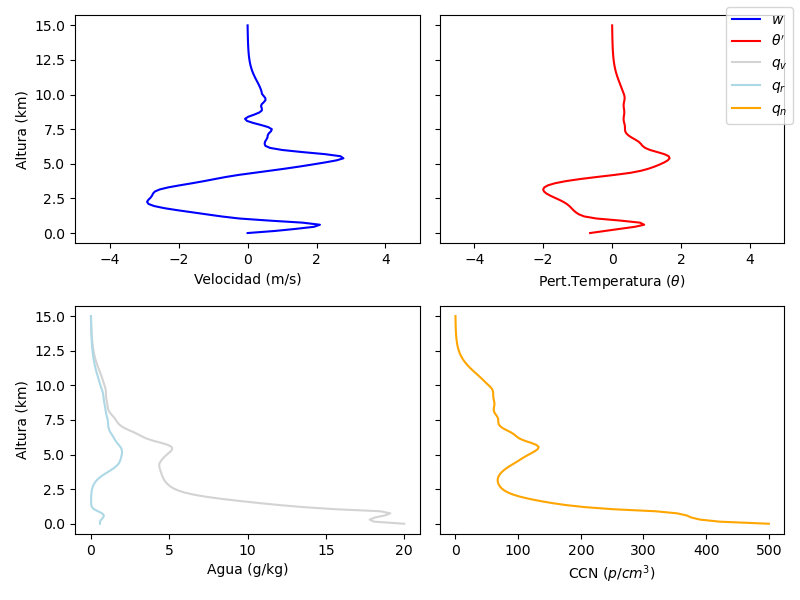 15.0
12.5
10.0
7.5
5.0
2.5
0.0
Altura (km)
−4 −2 0 2 4
Velocidad (m/s)
−4 −2 0 2 4
Pert.Temperatura (θ)
w
θ'
q_v
q_r
q_n
15.0
12.5
10.0
7.5
5.0
2.5
0.0
Altura (km)
0 5 10 15 20
Agua (g/kg)
0 100 200 300 400 500
CCN (p/cm³)